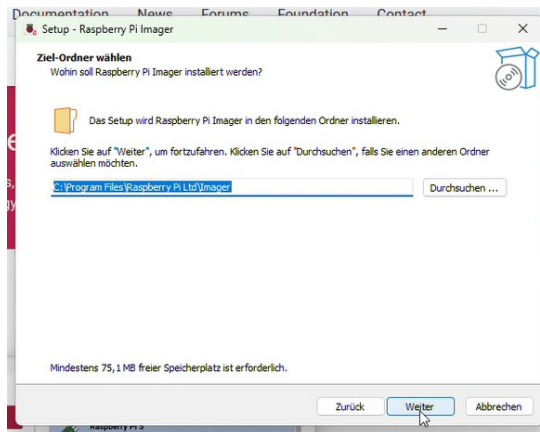 Documentation News Forums Foundation Contact
Setup - Raspberry Pi Imager
Ziel-Ordner wählen
Wohin soll Raspberry Pi Imager installiert werden?
Das Setup wird Raspberry Pi Imager in den folgenden Ordner installieren.
Klicken Sie auf "Weiter", um fortzufahren. Klicken Sie auf "Durchsuchen", falls Sie einen anderen Ordner
auswählen möchten.
C:\Program Files\Raspberry Pi Ltd\Imager
Durchsuchen ...
Mindestens 75,1 MB freier Speicherplatz ist erforderlich.
Zurück Weiter Abbrechen
Raspberry Pi 5